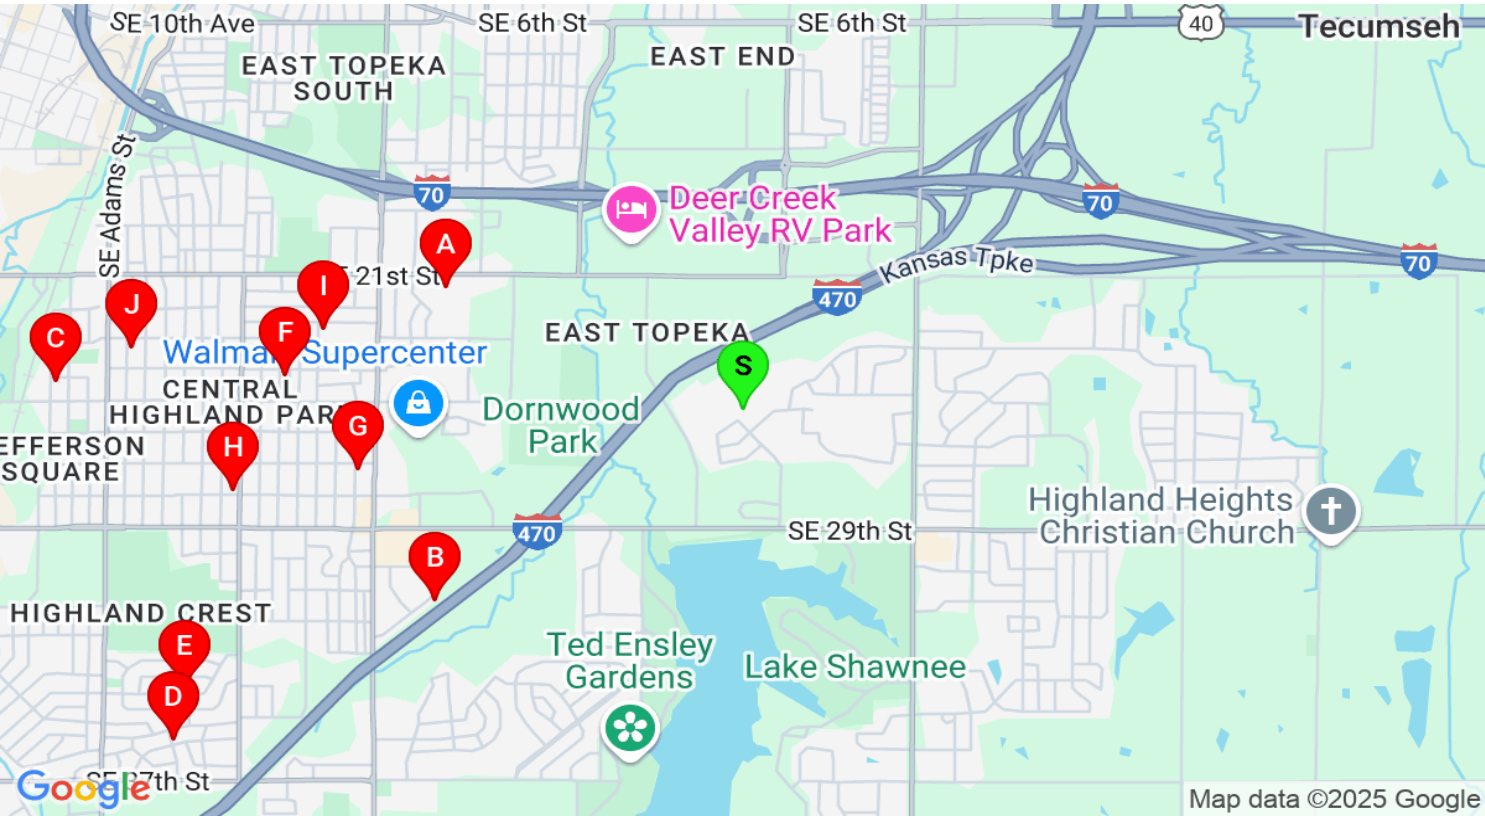 SE 10th Ave
SE 6th St
SE 6th St
40
Tecumseh
EAST TOPEKA
SOUTH
EAST END
SE Adams St
70
Deer Creek
Valley RV Park
70
A
21st St
Kansas Tpke
70
I
470
J
C
F
EAST TOPEKA
Supercenter
S
CENTRAL
HIGHLAND
Dornwood
Park
G
H
EFFERSON
SQUARE
Highland Heights
Christian Church
470
SE 29th St
B
HIGHLAND CREST
E
Ted Ensley
Gardens
Lake Shawnee
D
7th St
Google
Map data ©2025 Google